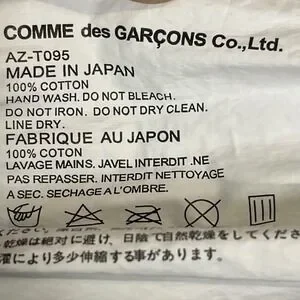 COMME des GARÇONS Co.,Ltd.
AZ-T095
MADE IN JAPAN
100% COTTON
HAND WASH. DO NOT BLEACH.
DO NOT IRON. DO NOT DRY CLEAN.
LINE DRY.
FABRIQUE AU JAPON
100% COTON
LAVAGE MAINS. JAVEL INTERDIT .NE
PAS REPASSER. INTERDIT NETTOYAGE
A SEC. SECHAGE A L'OMBRE.
乾燥は絶対に避け、日陰で自然乾燥をしてくだ
濯により多少伸縮する事があります。